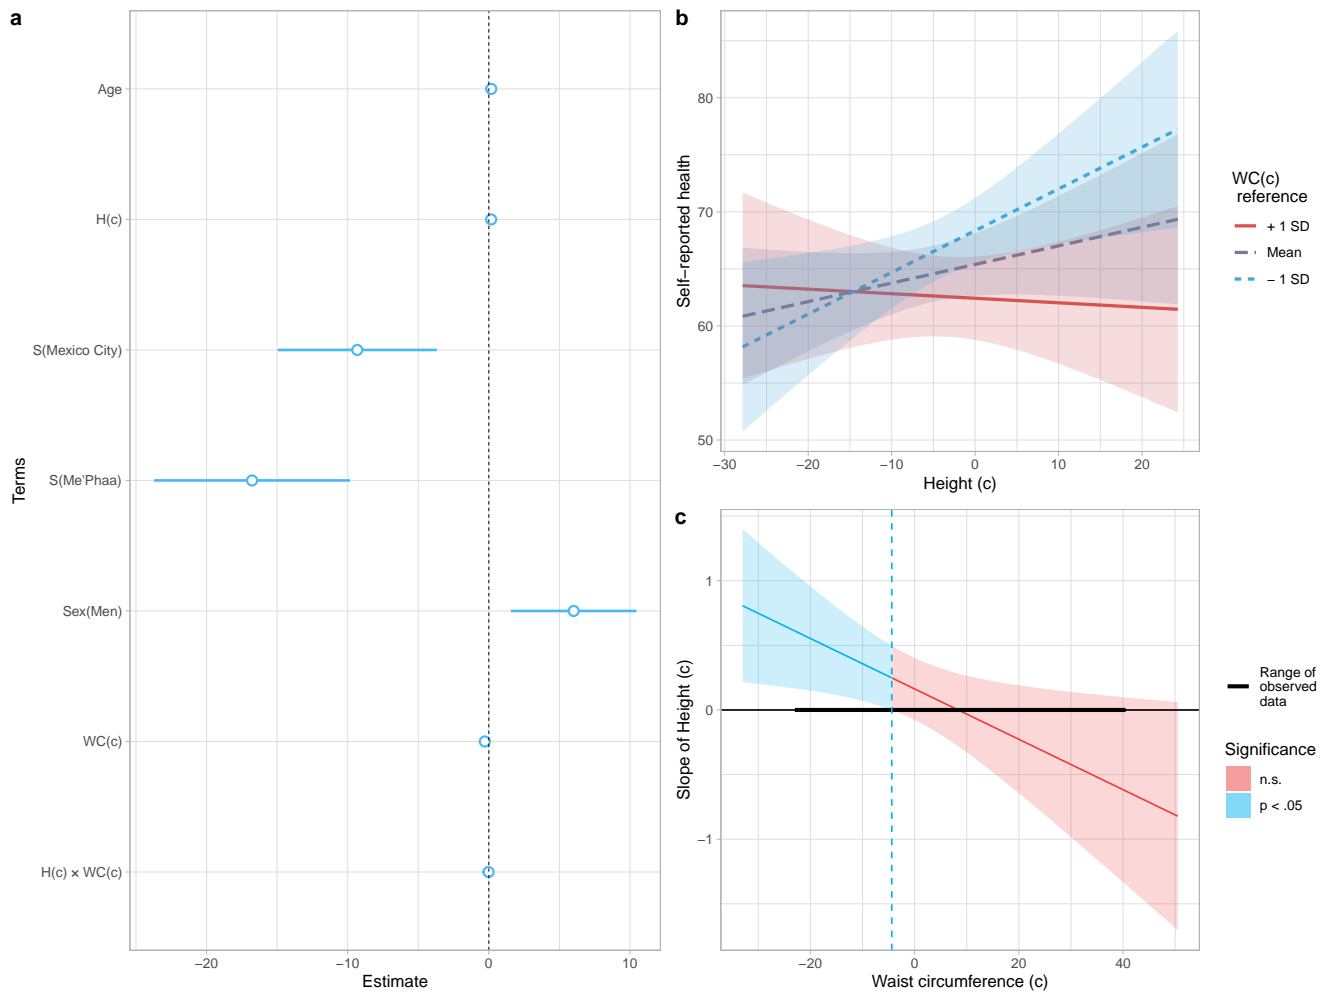 a
Terms
Age
H(c)
S(Mexico City)
S(Me'Phaa)
Sex(Men)
WC(c)
H(c) × WC(c)
−20
−10
0
10
Estimate
b
Self−reported health
80
70
60
50
−30
−20
−10
0
10
20
Height (c)
WC(c)
reference
+ 1 SD
Mean
− 1 SD
c
Slope of Height (c)
1
0
−1
−20
0
20
40
Waist circumference (c)
Range of
observed
data
Significance
n.s.
p < .05